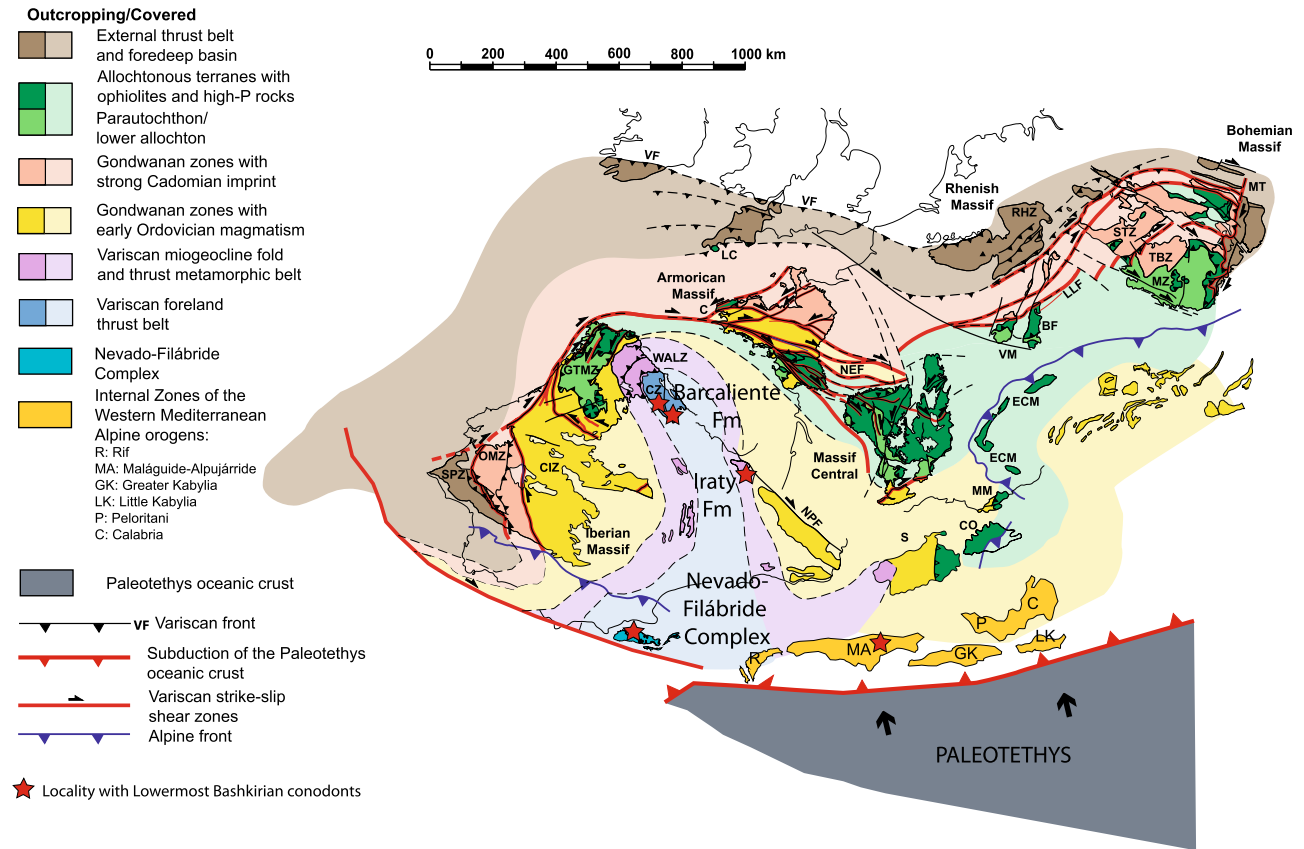 Outcropping/Covered
External thrust belt
and foredeep basin
Allochtonous terranes with
ophiolites and high-P rocks
Parautochthon/
lower allochton
Gondwanan zones with
strong Cadomian imprint
Gondwanan zones with
early Ordovician magmatism
Variscan miogeocline fold
and thrust metamorphic belt
Variscan foreland
thrust belt
Nevado-Filábride
Complex
Internal Zones of the
Western Mediterranean
Alpine orogens:
R: Rif
MA: Maláguide-Alpujárride
GK: Greater Kabylia
LK: Little Kabylia
P: Peloritani
C: Calabria
Paleotethys oceanic crust
VF Variscan front
Subduction of the Paleotethys
oceanic crust
Variscan strike-slip
shear zones
Alpine front
Locality with Lowermost Bashkirian conodonts
0 200 400 600 800 1000 km
VF
VF
Bohemian
Massif
MT
Rhenish
Massif
RHZ
STZ
TBZ
MZ
LC
Armorican
Massif
C
LLF
BF
VM
GTMZ
WALZ
NEF
CZ
Barcaliente
Fm
ECM
OMZ
SPZ
CIZ
Massif
Central
ECM
Iraty
Fm
MM
NPF
CO
S
Iberian
Massif
Nevado-
Filábride
Complex
C
P
LK
MA
GK
R
PALEOTETHYS